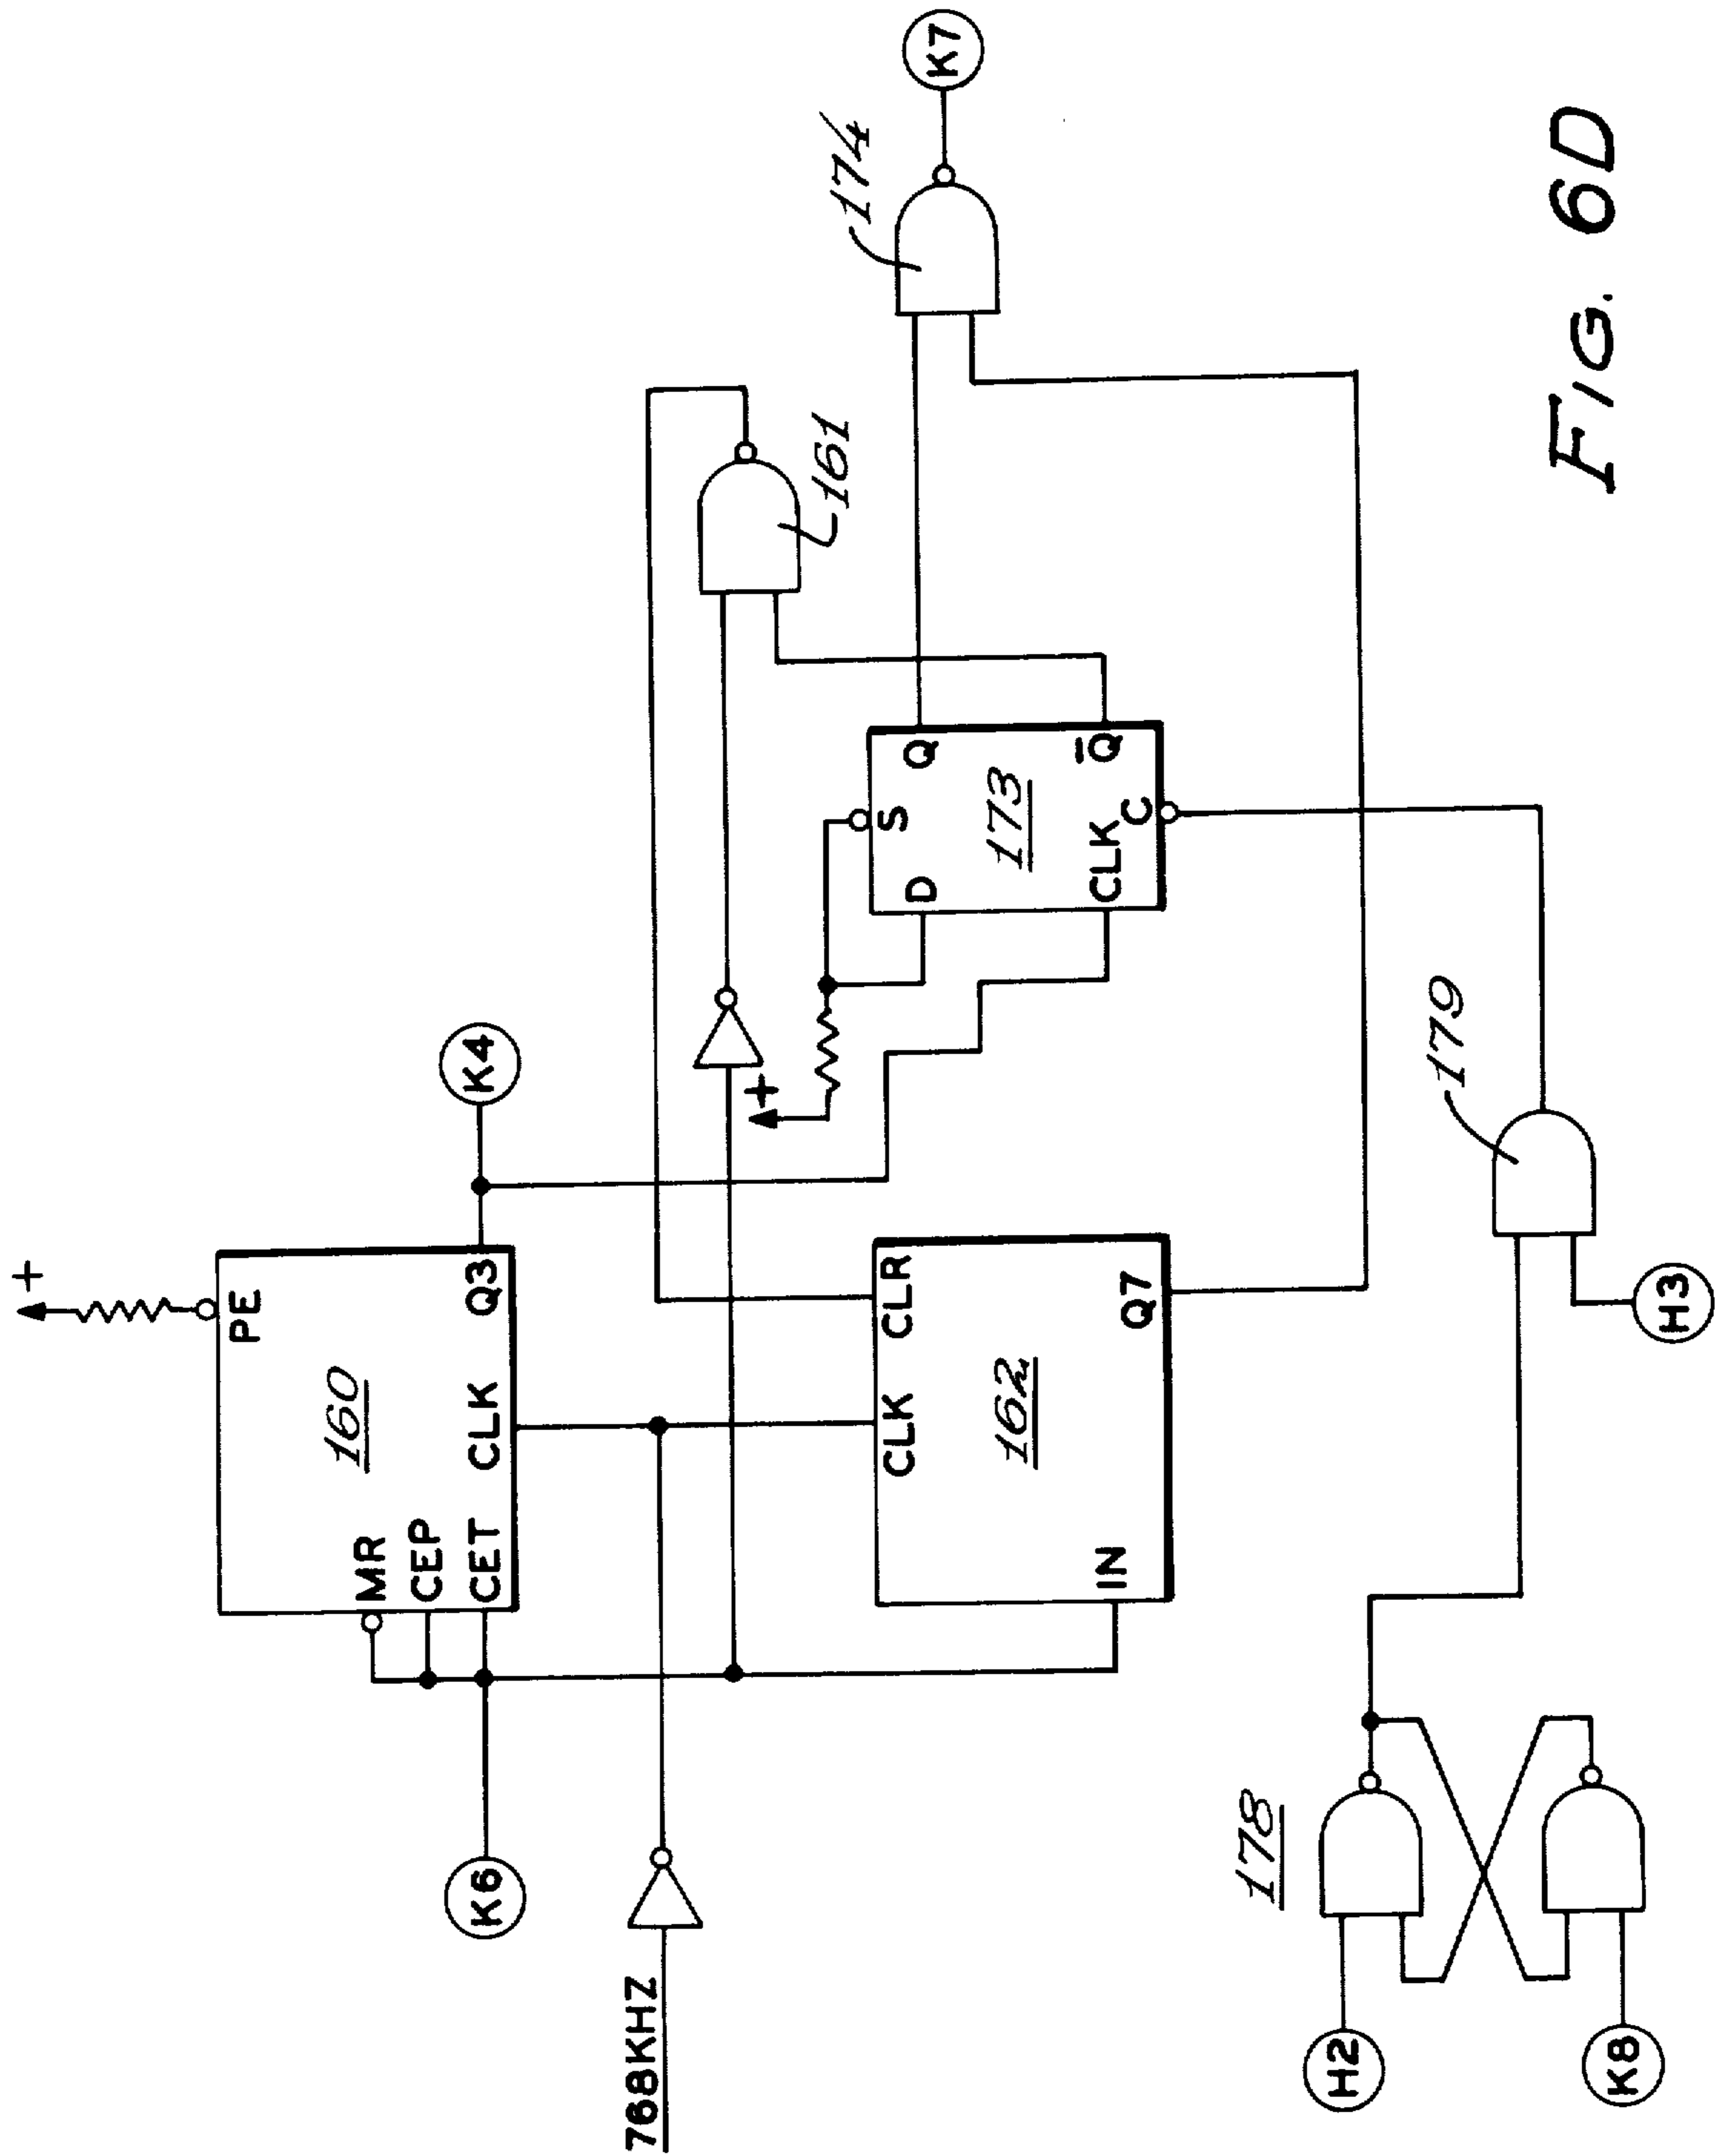 +
PE
160
MR
CEP
CET
CLK
Q3
K4
K6
768KHZ
CLK
CLR
162
IN
Q7
+
S
D
Q
173
CLK
Q̅
C
161
174
K7
178
H2
K8
179
H3
FIG. 6D